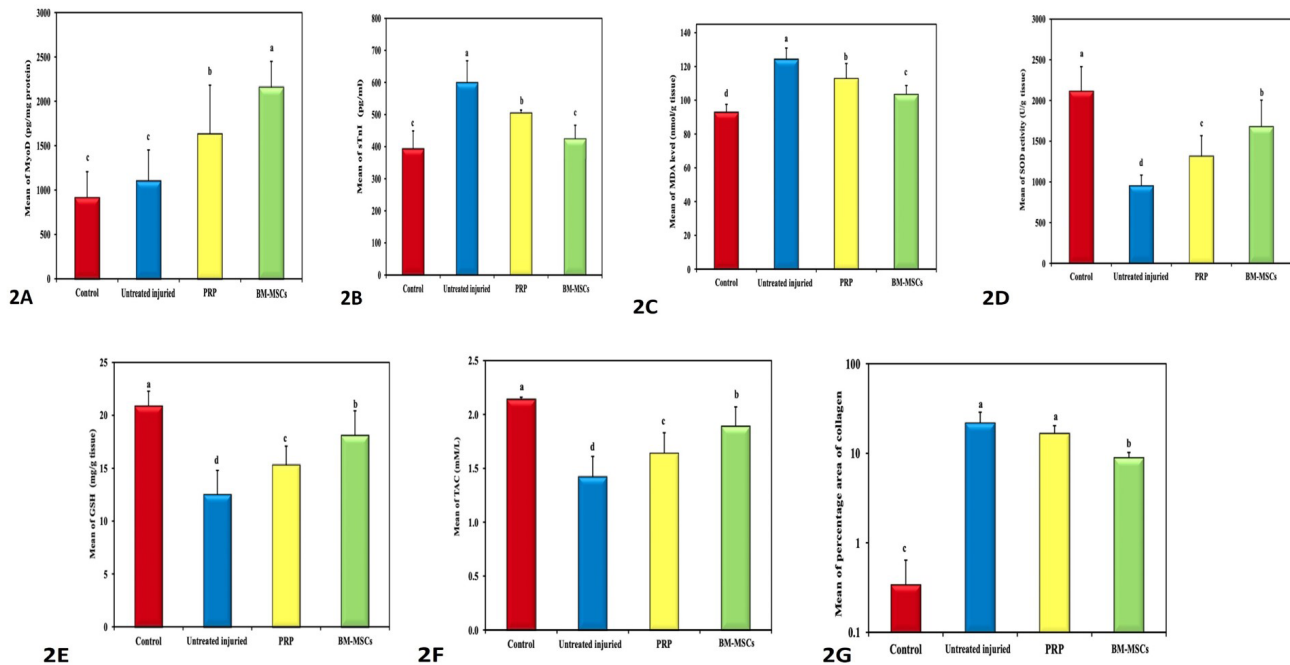 Mean of MyoD (pg/mg protein)
3000
2500
2000
1500
1000
500
0
c
c
b
a
Control
Untreated injuried
PRP
BM-MSCs
2A
Mean of sTnI (pg/ml)
800
700
600
500
400
300
200
100
0
c
a
b
c
Control
Untreated injuried
PRP
BM-MSCs
2B
Mean of MDA level (nmol/g tissue)
140
120
100
80
60
40
20
0
d
a
b
c
Control
Untreated injuried
PRP
BM-MSCs
2C
Mean of SOD activity (U/g tissue)
3000
2500
2000
1500
1000
500
0
a
d
c
b
Control
Untreated injuried
PRP
BM-MSCs
2D
Mean of GSH (mg/g tissue)
25
20
15
10
5
0
a
d
c
b
Control
Untreated injuried
PRP
BM-MSCs
2E
Mean of TAC (mM/L)
2.5
2.0
1.5
1.0
0.5
0.0
a
d
c
b
Control
Untreated injuried
PRP
BM-MSCs
2F
Mean of percentage area of collagen
100
10
1
0.1
c
a
a
b
Control
Untreated injuried
PRP
BM-MSCs
2G